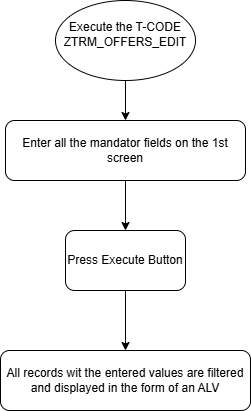 Execute the T-CODE
ZTRM_OFFERS_EDIT
Enter all the mandator fields on the 1st
screen
Press Execute Button
All records wit the entered values are filtered
and displayed in the form of an ALV